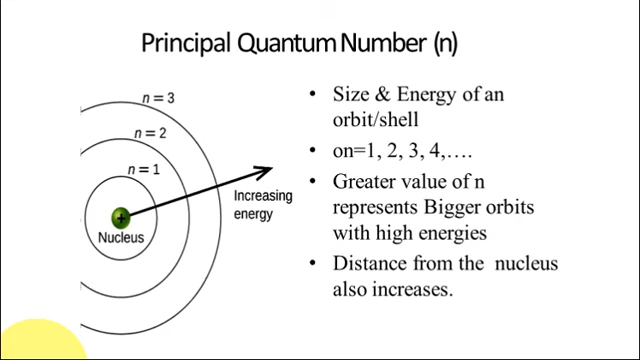 Principal Quantum Number (n)
n = 3
n = 2
n = 1
+
Nucleus
Increasing
energy
• Size & Energy of an
orbit/shell
• on=1, 2, 3, 4,….
• Greater value of n
represents Bigger orbits
with high energies
• Distance from the nucleus
also increases.